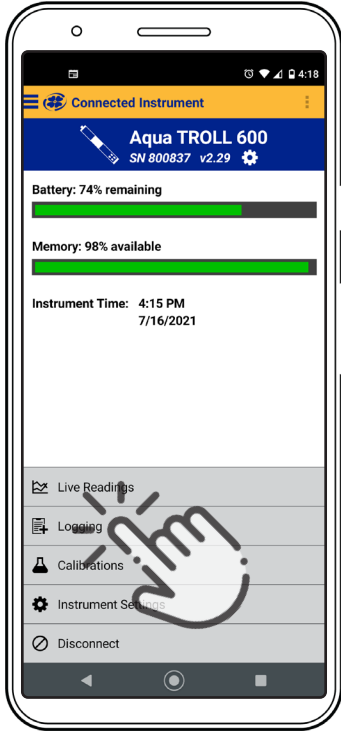 4:18
Connected Instrument
Aqua TROLL 600
SN 800837 v2.29
Battery: 74% remaining
Memory: 98% available
Instrument Time: 4:15 PM
7/16/2021
Live Readings
Logging
Calibrations
Instrument Settings
Disconnect